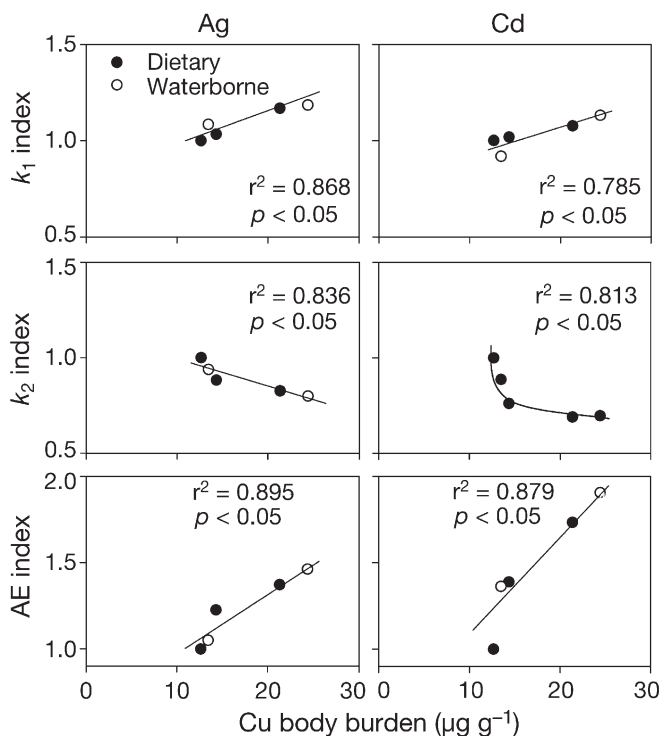 Ag
Cd
1.5
Dietary
Waterborne
k₁ index
1.0
r² = 0.868
p < 0.05
r² = 0.785
p < 0.05
0.5
1.5
r² = 0.836
p < 0.05
r² = 0.813
p < 0.05
k₂ index
1.0
0.5
2.0
r² = 0.895
p < 0.05
r² = 0.879
p < 0.05
AE index
1.5
1.0
0 10 20 30 0 10 20 30
Cu body burden (µg g⁻¹)